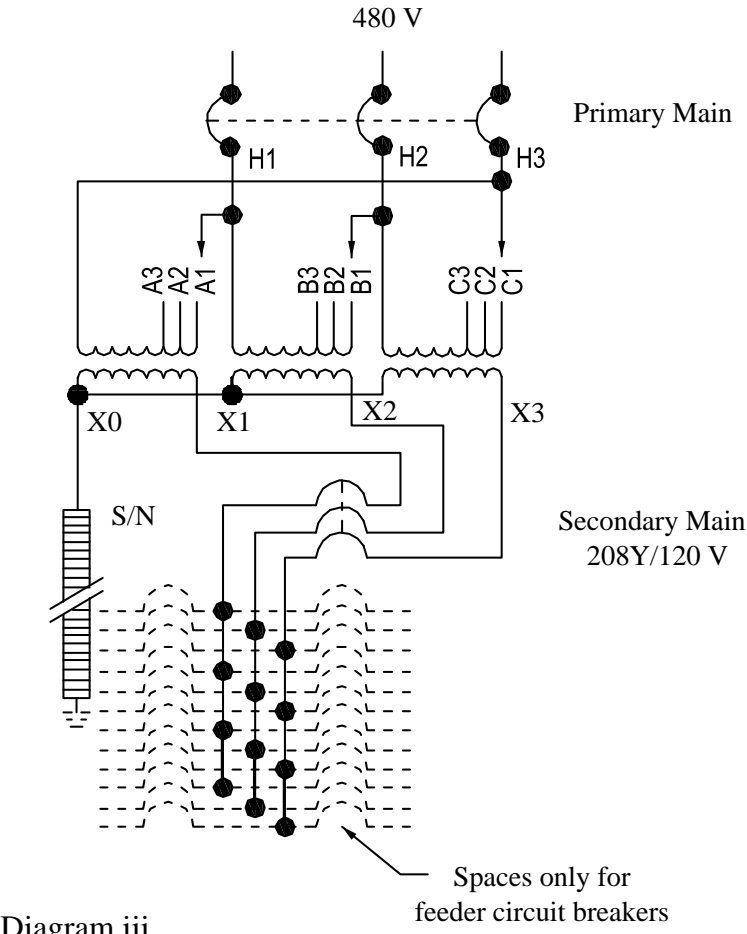 480 V
Primary Main
H1
H2
H3
A3
A2
A1
B3
B2
B1
C3
C2
C1
X0
X1
X2
X3
S/N
Secondary Main
208Y/120 V
Spaces only for
feeder circuit breakers
Diagram iii